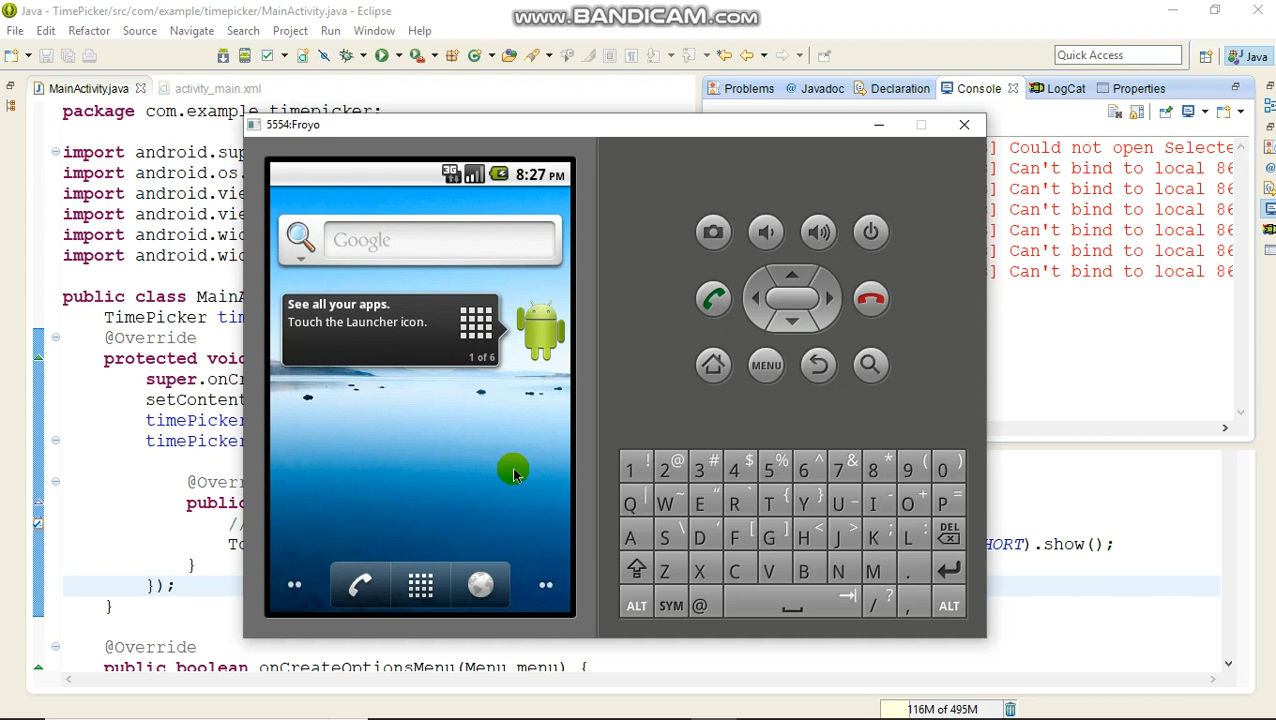 Java - TimePicker/src/com/example/timepicker/MainActivity.java - Eclipse
www.BANDICAM.com
File Edit Refactor Source Navigate Search Project Run Window Help
Quick Access
Java
MainActivity.java
activity_main.xml
Problems
Javadoc
Declaration
Console
LogCat
Properties
package com.example.timepicker;
import android.su
import android.os.
import android.vie
import android.vie
import android.wid
import android.wid
public class MainA
TimePicker tim
@Override
protected void
super.onCr
setContent
timePicker
timePicker
@Over
public
//
To
HORT).show();
}
});
}
@Override
public boolean onCreateOptionsMenu(Menu menu) {
] Could not open Selecte
] Can't bind to local 86
] Can't bind to local 86
] Can't bind to local 86
] Can't bind to local 86
] Can't bind to local 86
] Can't bind to local 86
5554:Froyo
3G
8:27 PM
Google
See all your apps.
Touch the Launcher icon.
1 of 6
MENU
1 ! 2 @ 3 # 4 $ 5 % 6 ^ 7 & 8 * 9 ( 0 )
Q | W ~ E “ R ` T { Y } U _ I - O + P =
A S \ D ' F [ G ] H < J > K ; L : DEL
Z X C V B N M .
ALT SYM @ / ? , ALT
116M of 495M